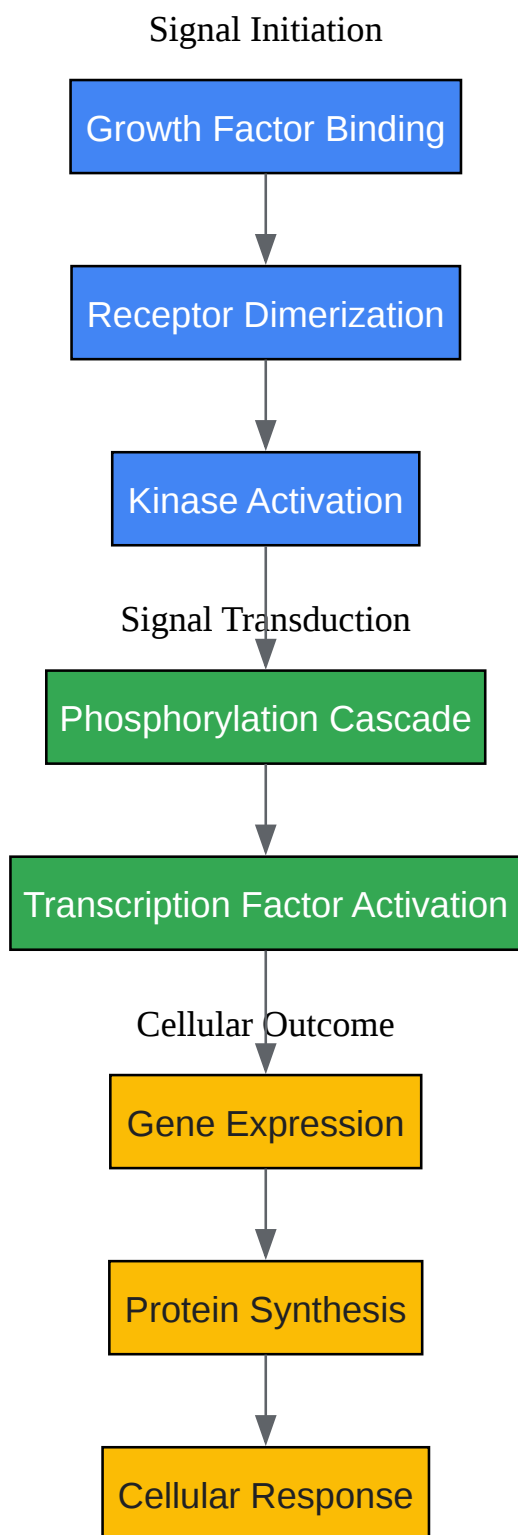 Signal Initiation
Growth Factor Binding
Receptor Dimerization
Kinase Activation
Signal Transduction
Phosphorylation Cascade
Transcription Factor Activation
Cellular Outcome
Gene Expression
Protein Synthesis
Cellular Response